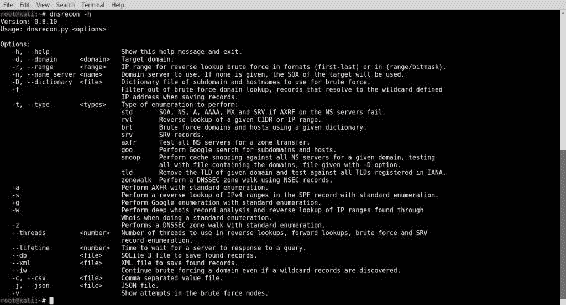 File Edit View Search Terminal Help
root@kali:~# dnsrecon -h
Version: 0.8.10
Usage: dnsrecon.py <options>
Options:
-h, --help Show this help message and exit.
-d, --domain <domain> Target domain.
-r, --range <range> IP range for reverse lookup brute force in formats (first-last) or in (range/bitmask).
-n, --name_server <name> Domain server to use. If none is given, the SOA of the target will be used.
-D, --dictionary <file> Dictionary file of subdomain and hostnames to use for brute force.
-f Filter out of brute force domain lookup, records that resolve to the wildcard defined
IP address when saving records.
-t, --type <types> Type of enumeration to perform:
std SOA, NS, A, AAAA, MX and SRV if AXRF on the NS servers fail.
rvl Reverse lookup of a given CIDR or IP range.
brt Brute force domains and hosts using a given dictionary.
srv SRV records.
axfr Test all NS servers for a zone transfer.
goo Perform Google search for subdomains and hosts.
snoop Perform cache snooping against all NS servers for a given domain, testing
all with file containing the domains, file given with -D option.
tld Remove the TLD of given domain and test against all TLDs registered in IANA.
zonewalk Perform a DNSSEC zone walk using NSEC records.
-a Perform AXFR with standard enumeration.
-s Perform a reverse lookup of IPv4 ranges in the SPF record with standard enumeration.
-g Perform Google enumeration with standard enumeration.
-w Perform deep whois record analysis and reverse lookup of IP ranges found through
Whois when doing a standard enumeration.
-z Performs a DNSSEC zone walk with standard enumeration.
--threads <number> Number of threads to use in reverse lookups, forward lookups, brute force and SRV
record enumeration.
--lifetime <number> Time to wait for a server to response to a query.
--db <file> SQLite 3 file to save found records.
--xml <file> XML file to save found records.
--iw Continue brute forcing a domain even if a wildcard records are discovered.
-c, --csv <file> Comma separated value file.
-j, --json <file> JSON file.
-v Show attempts in the brute force modes.
root@kali:~#